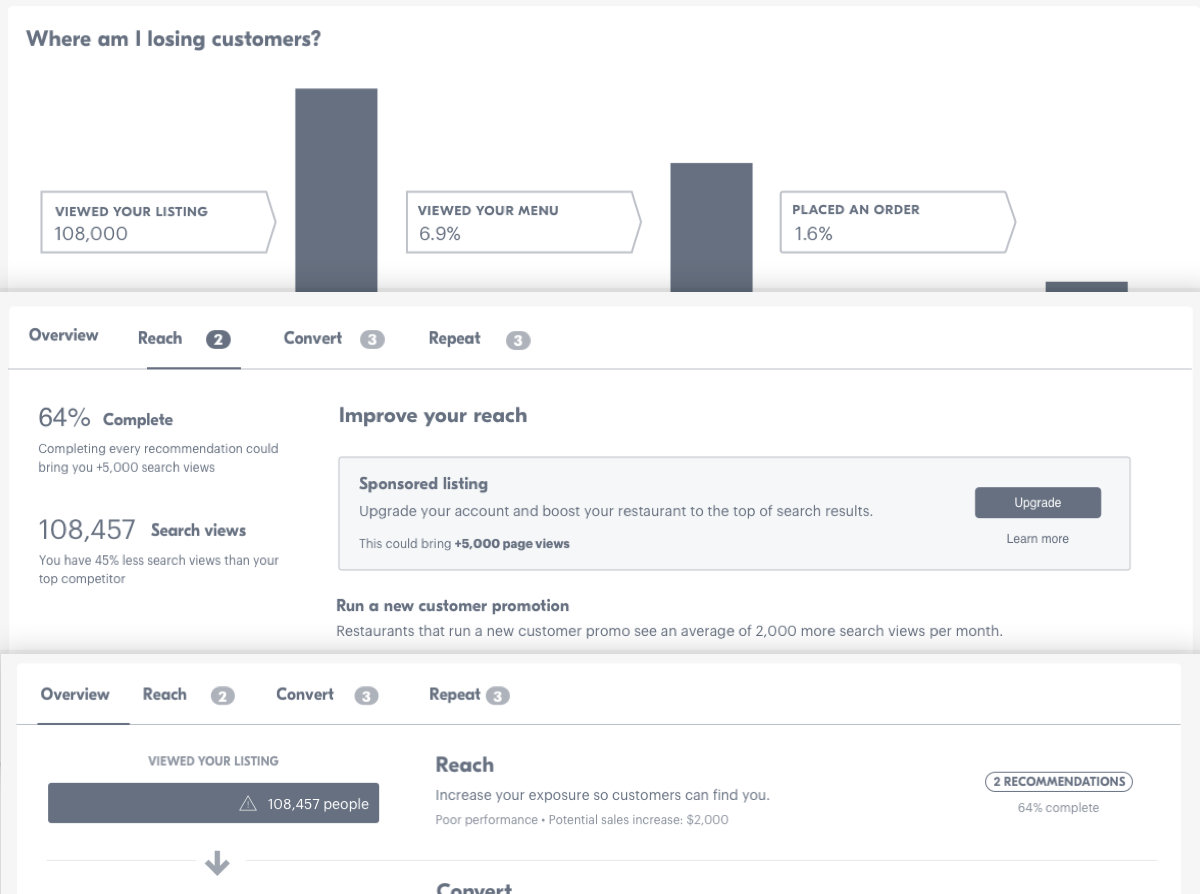 Where am I losing customers?
VIEWED YOUR LISTING
108,000
VIEWED YOUR MENU
6.9%
PLACED AN ORDER
1.6%
Overview Reach 2 Convert 3 Repeat 3
64% Complete
Completing every recommendation could
bring you +5,000 search views
108,457 Search views
You have 45% less search views than your
top competitor
Improve your reach
Sponsored listing
Upgrade your account and boost your restaurant to the top of search results.
This could bring +5,000 page views
Upgrade
Learn more
Run a new customer promotion
Restaurants that run a new customer promo see an average of 2,000 more search views per month.
Overview Reach 2 Convert 3 Repeat 3
VIEWED YOUR LISTING
108,457 people
Reach
Increase your exposure so customers can find you.
Poor performance • Potential sales increase: $2,000
2 RECOMMENDATIONS
64% complete
Convert